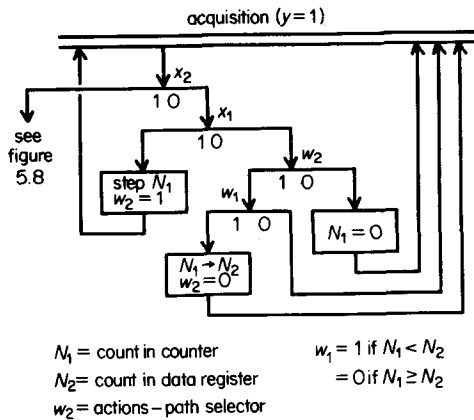 acquisition (y=1)
x₂
1 0
see
figure
5.8
x₁
1 0
step N₁
w₂=1
w₂
1 0
w₁
1 0
N₁=0
N₁→N₂
w₂=0
N₁= count in counter
N₂= count in data register
w₂= actions–path selector
w₁= 1 if N₁< N₂
= 0 if N₁≥ N₂